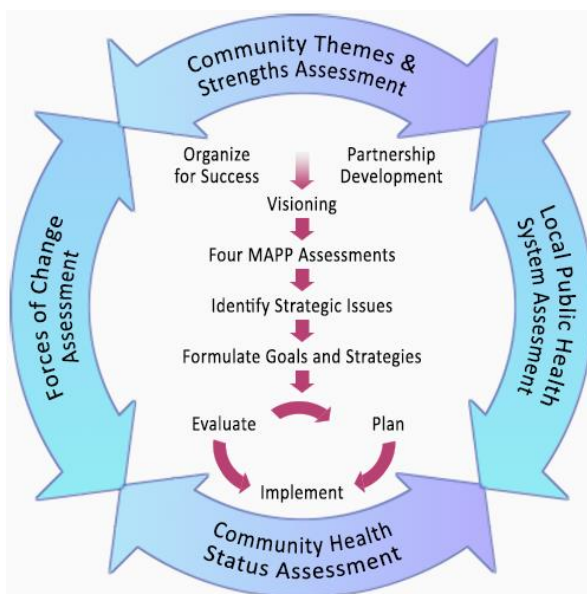 Community Themes &
Strengths Assessment
Organize
for Success
Partnership
Development
Visioning
Four MAPP Assessments
Identify Strategic Issues
Formulate Goals and Strategies
Evaluate
Plan
Implement
Forces of Change
Assessment
Local Public Health
System Assesment
Community Health
Status Assessment